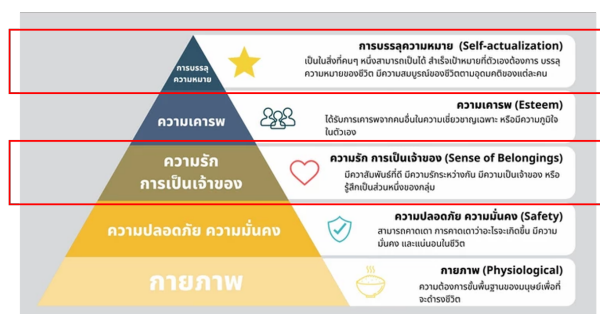 การบรรลุ
ความหมาย
การบรรลุความหมาย (Self-actualization)
เป็นในสิ่งที่คนๆ หนึ่งสามารถเป็นได้ สำเร็จเป้าหมายที่ตัวเองต้องการ บรรลุ
ความหมายของชีวิต มีความสมบูรณ์ของชีวิตตามอุดมคติของแต่ละคน
ความเคารพ
ความเคารพ (Esteem)
ได้รับการเคารพจากคนอื่นในความเชี่ยวชาญเฉพาะ หรือมีความภูมิใจ
ในตัวเอง
ความรัก
การเป็นเจ้าของ
ความรัก การเป็นเจ้าของ (Sense of Belongings)
มีความสัมพันธ์ที่ดี มีความรักระหว่างกัน มีความเป็นเจ้าของ หรือ
รู้สึกเป็นส่วนหนึ่งของกลุ่ม
ความปลอดภัย ความมั่นคง
ความปลอดภัย ความมั่นคง (Safety)
สามารถคาดเดา การคาดเดาว่าอะไรจะเกิดขึ้น มีความ
มั่นคง และแน่นอนในชีวิต
กายภาพ
กายภาพ (Physiological)
ความต้องการขั้นพื้นฐานของมนุษย์เพื่อที่
จะดำรงชีวิต